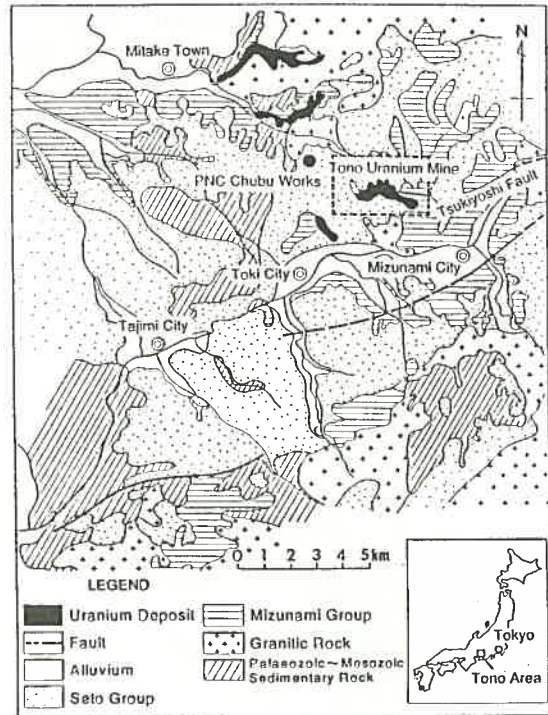 Mitake Town
N
PNC Chubu Works
Tono Uranium Mine
Tsukiyoshi Fault
Toki City
Mizunami City
Tajimi City
0 1 2 3 4 5km
LEGEND
Uranium Deposit
Mizunami Group
Fault
Granitic Rock
Alluvium
Palaeozoic~Mosozoic
Sedimentary Rock
Seto Group
Tokyo
Tono Area